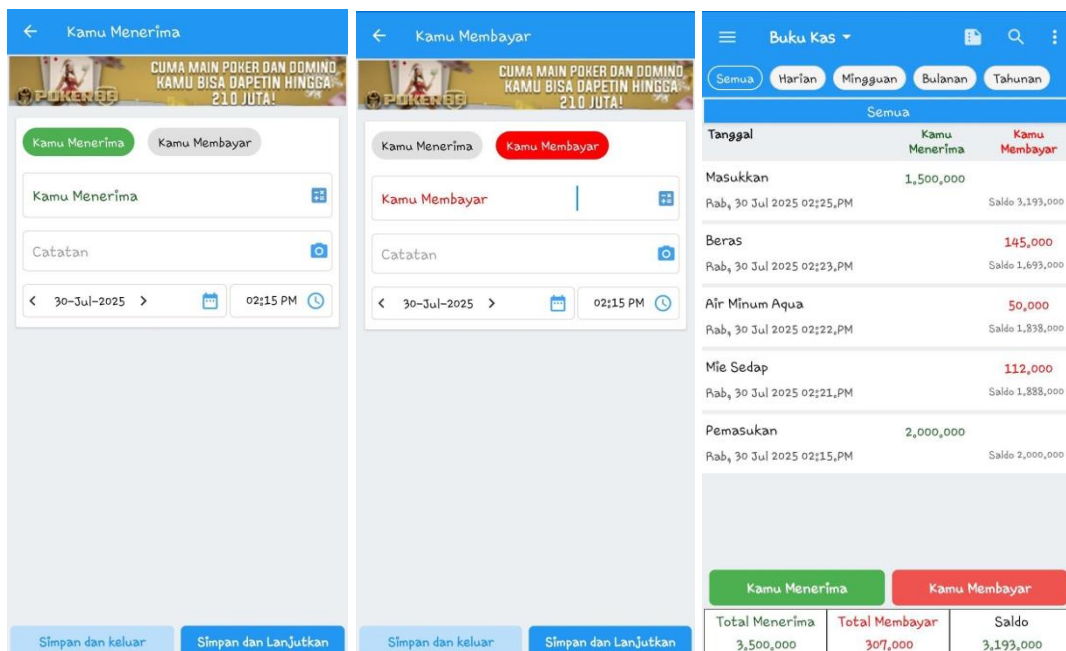 Kamu Menerima
CUMA MAIN POKER DAN DOMINO
KAMU BISA DAPETIN HINGGA
210 JUTA!
POKER88
Kamu Menerima
Kamu Membayar
Kamu Menerima
Catatan
30-Jul-2025
02:15 PM
Simpan dan keluar
Simpan dan Lanjutkan
Kamu Membayar
CUMA MAIN POKER DAN DOMINO
KAMU BISA DAPETIN HINGGA
210 JUTA!
POKER88
Kamu Menerima
Kamu Membayar
Kamu Membayar
Catatan
30-Jul-2025
02:15 PM
Simpan dan keluar
Simpan dan Lanjutkan
Buku Kas
Semua
Harian
Mingguan
Bulanan
Tahunan
Semua
Tanggal
Kamu
Menerima
Kamu
Membayar
Masukkan
1,500,000
Rab, 30 Jul 2025 02:25,PM
Saldo 3,193,000
Beras
145,000
Rab, 30 Jul 2025 02:23,PM
Saldo 1,693,000
Air Minum Aqua
50,000
Rab, 30 Jul 2025 02:22,PM
Saldo 1,838,000
Mie Sedap
112,000
Rab, 30 Jul 2025 02:21,PM
Saldo 1,888,000
Pemasukan
2,000,000
Rab, 30 Jul 2025 02:15,PM
Saldo 2,000,000
Kamu Menerima
Kamu Membayar
Total Menerima
Total Membayar
Saldo
3,500,000
307,000
3,193,000